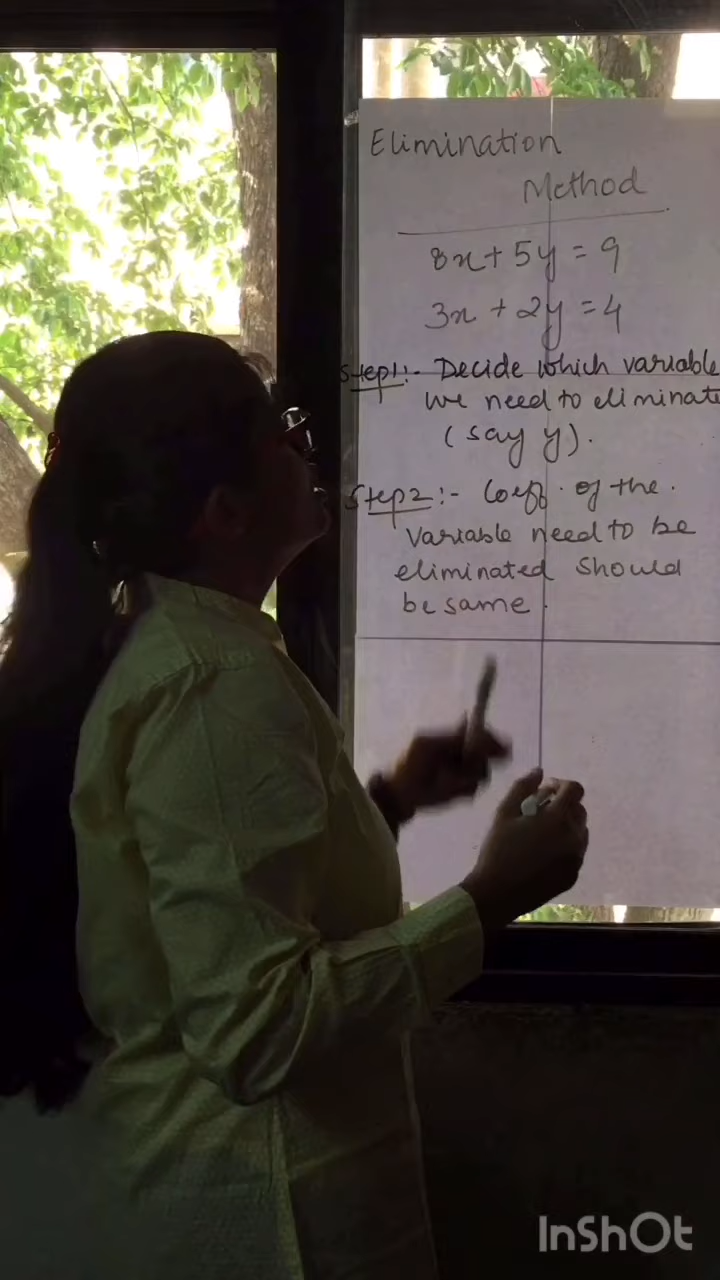 Elimination
Method
8x + 5y = 9
3x + 2y = 4
Step1:- Decide which variable
we need to eliminate
(say y).
Step2:- Coeff. of the.
variable need to be
eliminated should
be same.
InShOt